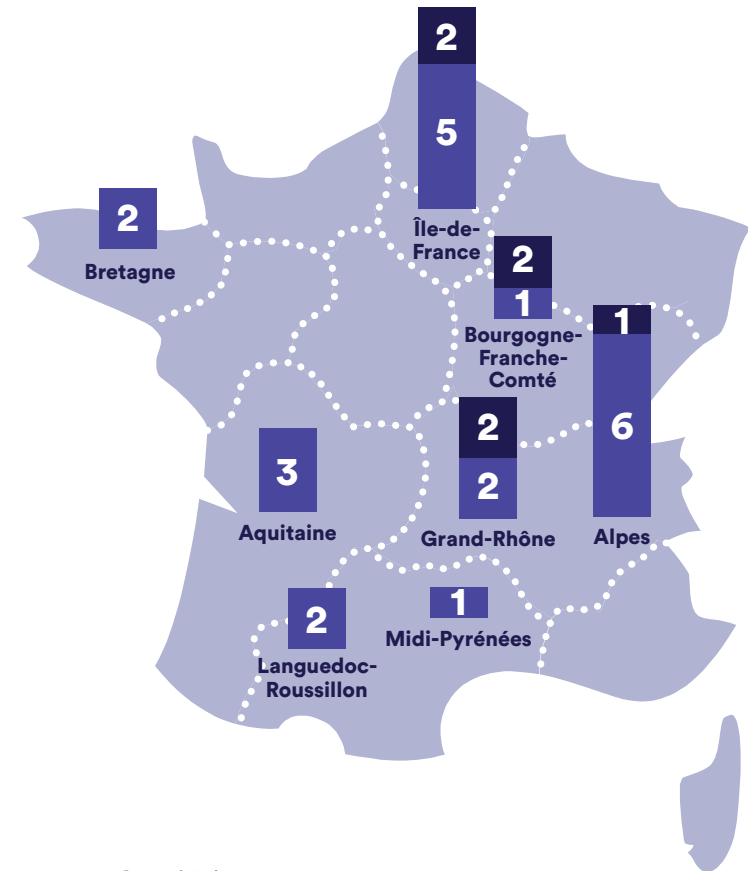 2
5
Île-de-
France
2
Bretagne
2
1
Bourgogne-
Franche-
Comté
1
6
Alpes
2
2
Grand-Rhône
3
Aquitaine
1
Midi-Pyrénées
2
Languedoc-
Roussillon